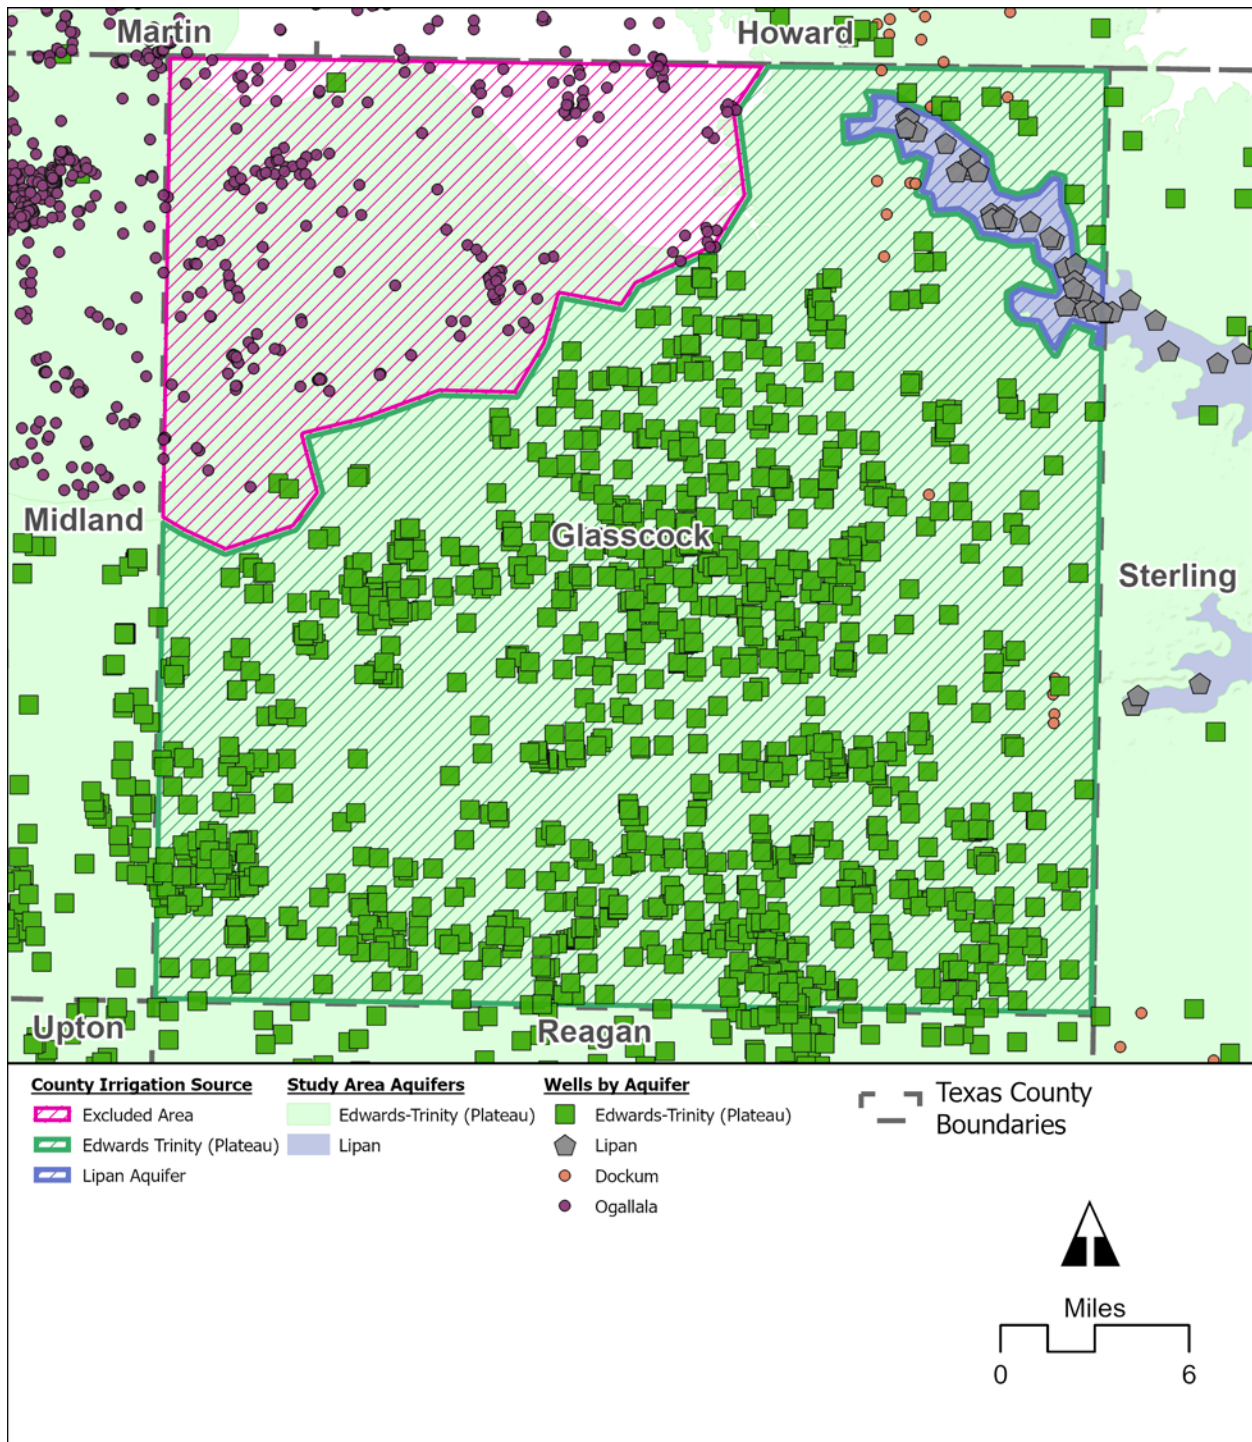 Martin
Howard
Midland
Glasscock
Sterling
Upton
Reagan
County Irrigation Source
Excluded Area
Edwards Trinity (Plateau)
Lipan Aquifer
Study Area Aquifers
Edwards-Trinity (Plateau)
Lipan
Wells by Aquifer
Edwards-Trinity (Plateau)
Lipan
Dockum
Ogallala
Texas County
Boundaries
Miles
0 6